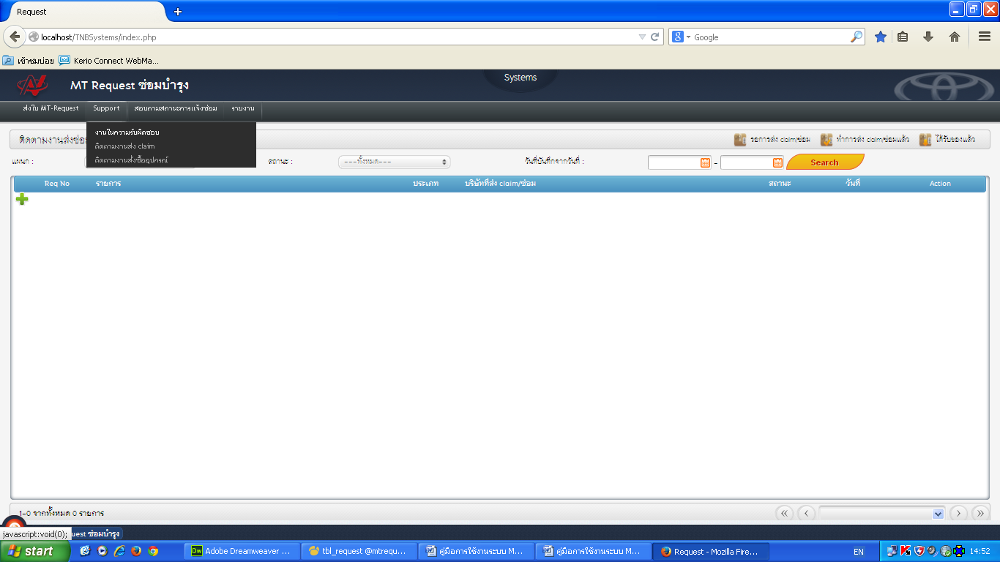 Request
localhost/TNBSystems/index.php
Google
เข้าชมบ่อย Kerio Connect WebMa...
MT Request ซ่อมบำรุง
Systems
ส่งใบ MT-Request Support สอบถามสถานะการแจ้งซ่อม รายงาน
งานในความรับผิดชอบ
ติดตามงานส่ง claim
ติดตามงานสั่งซื้ออุปกรณ์
ติดตามงานส่งซ่อ รอการส่ง claim/ซ่อม ทำการส่ง claim/ซ่อมแล้ว ได้รับของแล้ว
แผนก : สถานะ : ---ทั้งหมด--- วันที่บันทึกจากวันที่ : - Search
Req No รายการ ประเภท บริษัทที่ส่ง claim/ซ่อม สถานะ วันที่ Action
1-0 จากทั้งหมด 0 รายการ
javascript:void(0); uest ซ่อมบำรุง
start Dw Adobe Dreamweaver ... tbl_request @mtrequ... คู่มือการใช้งานระบบ M... คู่มือการใช้งานระบบ M... Request - Mozilla Fire... EN 14:52